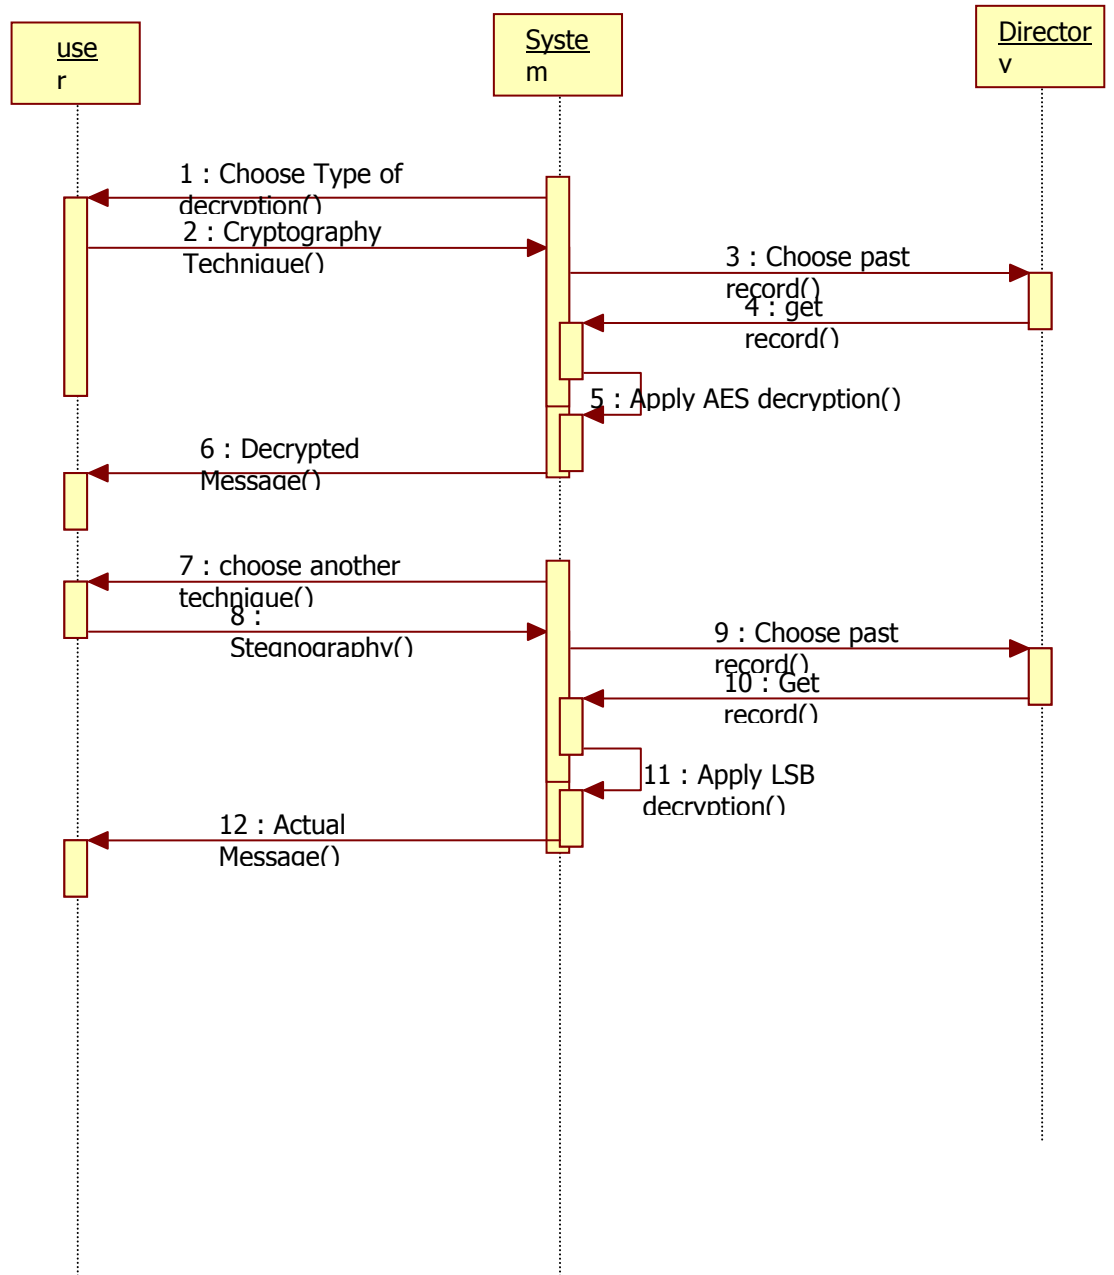 use
r
Syste
m
Director
y
1 : Choose Type of
decryption()
2 : Cryptography
Technique()
3 : Choose past
record()
4 : get
record()
5 : Apply AES decryption()
6 : Decrypted
Message()
7 : choose another
technique()
8 :
Stegnography()
9 : Choose past
record()
10 : Get
record()
11 : Apply LSB
decryption()
12 : Actual
Message()